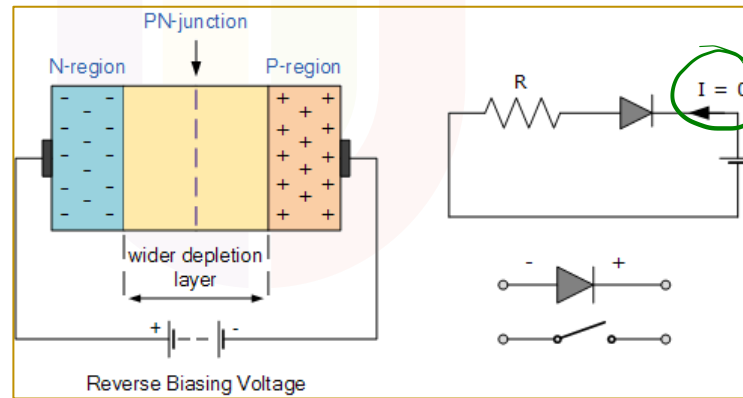 PN-junction
N-region
P-region
R
I = 0
wider depletion
layer
+
-
-
+
Reverse Biasing Voltage